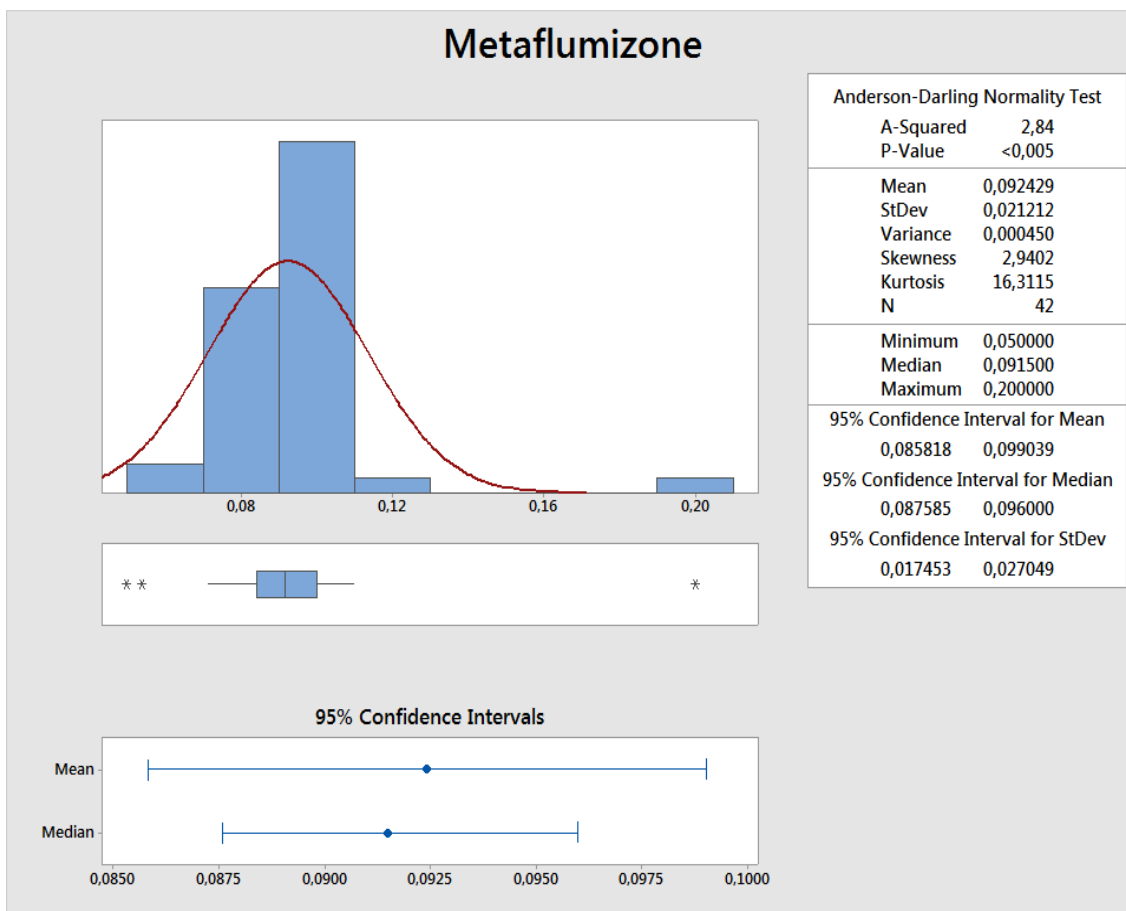 Metaflumizone
0,08 0,12 0,16 0,20
Anderson-Darling Normality Test
A-Squared 2,84
P-Value <0,005
Mean 0,092429
StDev 0,021212
Variance 0,000450
Skewness 2,9402
Kurtosis 16,3115
N 42
Minimum 0,050000
Median 0,091500
Maximum 0,200000
95% Confidence Interval for Mean
0,085818 0,099039
95% Confidence Interval for Median
0,087585 0,096000
95% Confidence Interval for StDev
0,017453 0,027049
95% Confidence Intervals
Mean
Median
0,0850 0,0875 0,0900 0,0925 0,0950 0,0975 0,1000